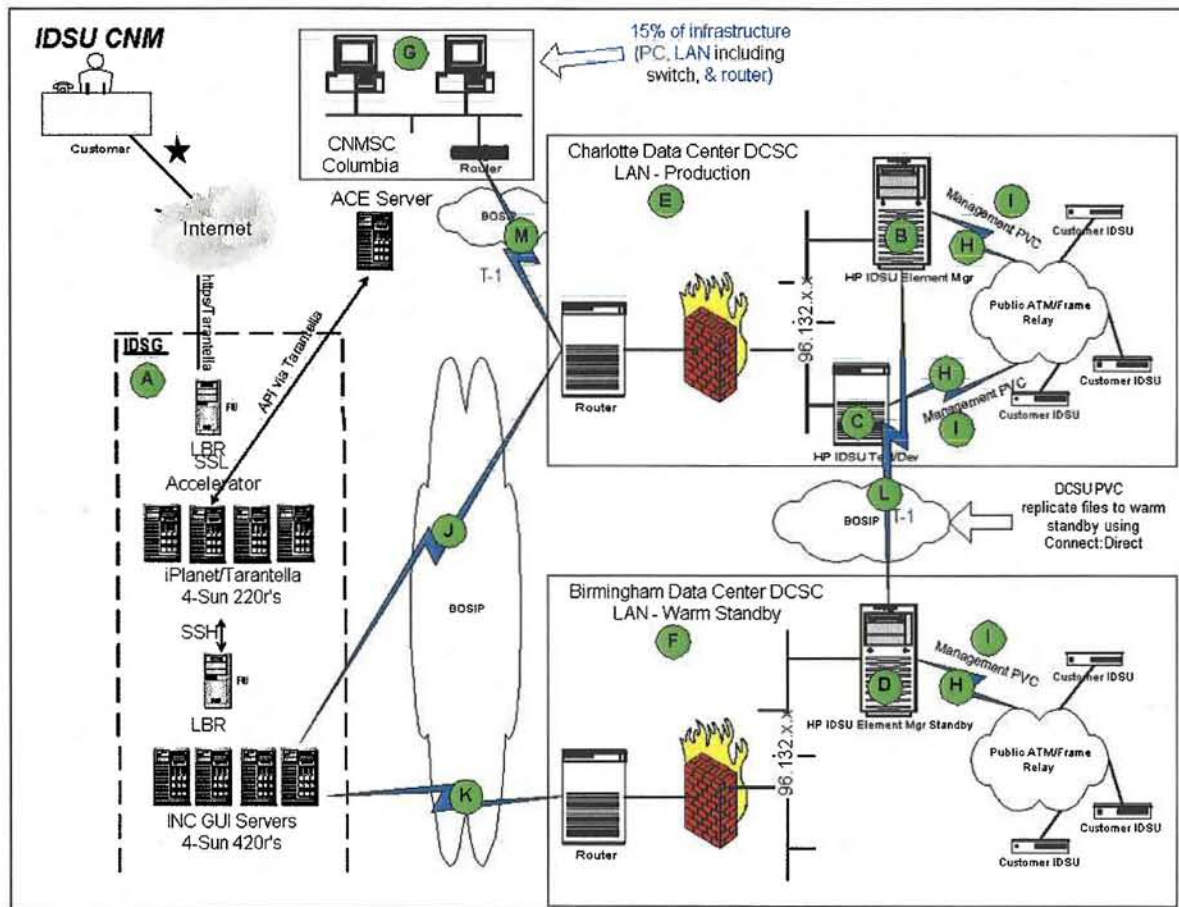 IDSU CNM
Customer
Internet
https/Tarantella
G
CNMSC
Columbia
Router
15% of infrastructure
(PC, LAN including
switch, & router)
ACE Server
BOSIP
M
T-1
API via Tarantella
IDSG
A
LBR
SSL
Accelerator
iPlanet/Tarantella
4-Sun 220r's
SSH
LBR
INC GUI Servers
4-Sun 420r's
BOSIP
J
K
Charlotte Data Center DCSC
LAN - Production
E
Router
96.132.x.x
B
HP IDSU Element Mgr
Management PVC
I
H
Customer IDSU
Public ATM/Frame
Relay
Customer IDSU
Customer IDSU
H
Management PVC
I
C
HP IDSU Test/Dev
L
BOSIP
T-1
DCSU PVC
replicate files to warm
standby using
Connect:Direct
Birmingham Data Center DCSC
LAN - Warm Standby
F
Router
96.132.x.x
D
HP IDSU Element Mgr Standby
Management PVC
I
H
Customer IDSU
Public ATM/Frame
Relay
Customer IDSU
Customer IDSU